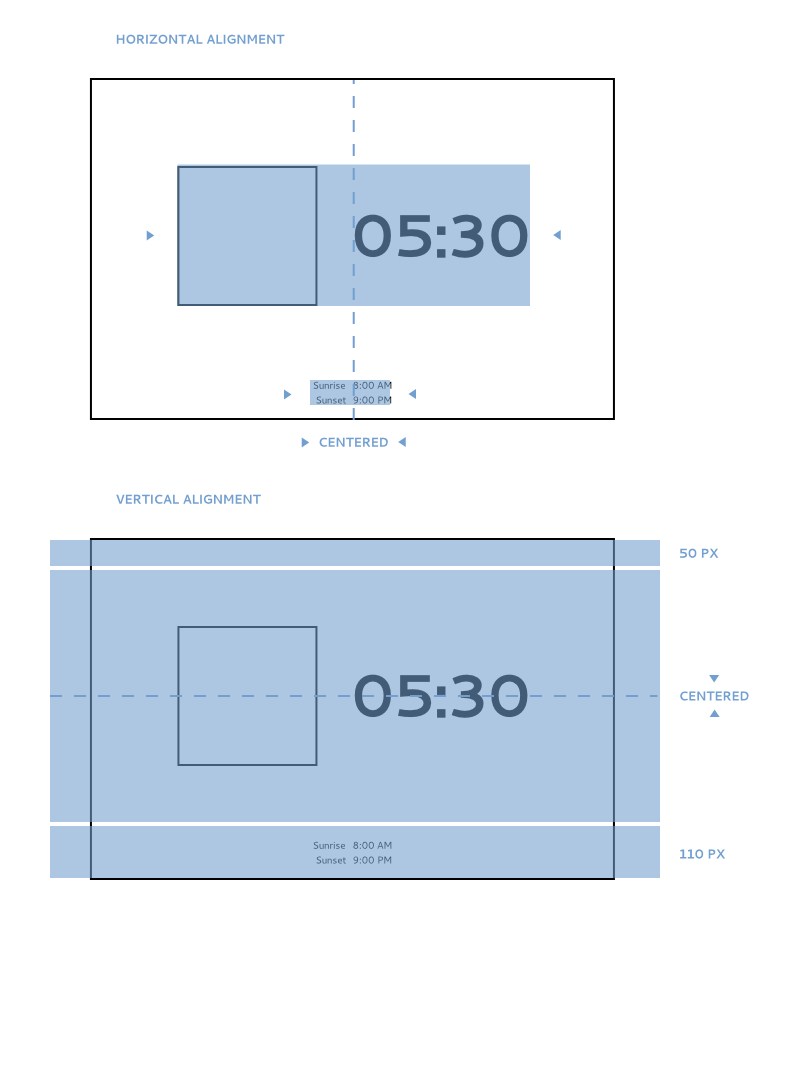 HORIZONTAL ALIGNMENT
05:30
Sunrise 8:00 AM
Sunset 9:00 PM
CENTERED
VERTICAL ALIGNMENT
50 PX
05:30
CENTERED
Sunrise 8:00 AM
Sunset 9:00 PM
110 PX